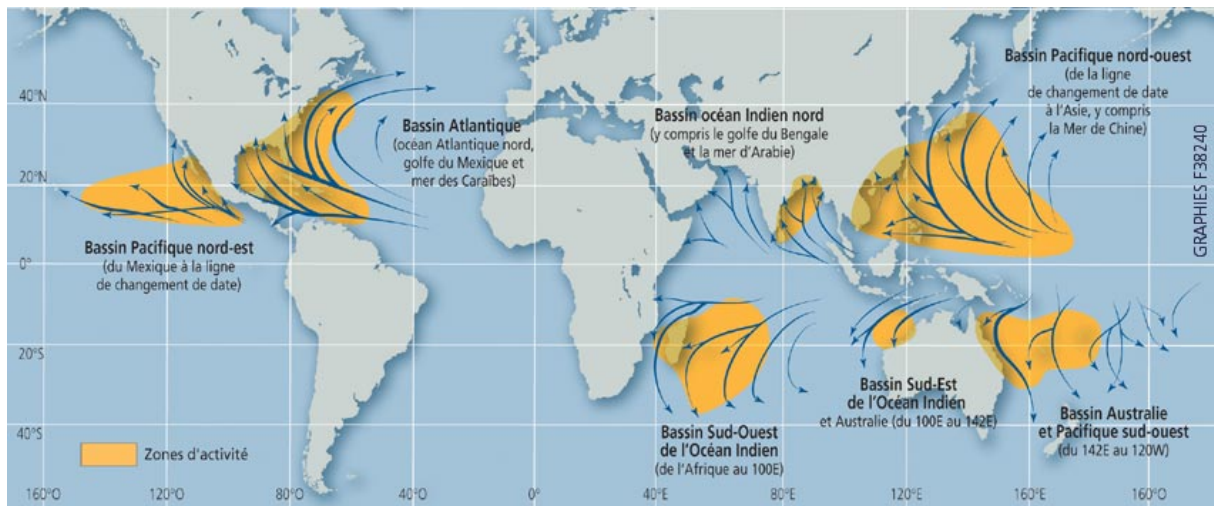 Bassin Pacifique nord-ouest
(de la ligne
de changement de date
à l'Asie, y compris
la Mer de Chine)
40°N
Bassin Atlantique
(océan Atlantique nord,
golfe du Mexique et
mer des Caraïbes)
Bassin océan Indien nord
(y compris le golfe du Bengale
et la mer d'Arabie)
GRAPHIES F38240
20°N
Bassin Pacifique nord-est
(du Mexique à la ligne
de changement de date)
0°
20°S
Bassin Sud-Est
de l'Océan Indien
et Australie (du 100E au 142E)
Bassin Australie
et Pacifique sud-ouest
(du 142E au 120W)
Bassin Sud-Ouest
de l'Océan Indien
(de l'Afrique au 100E)
40°S
Zones d'activité
160°O 120°O 80°O 40°O 0° 40°E 80°E 120°E 160°E 160°O